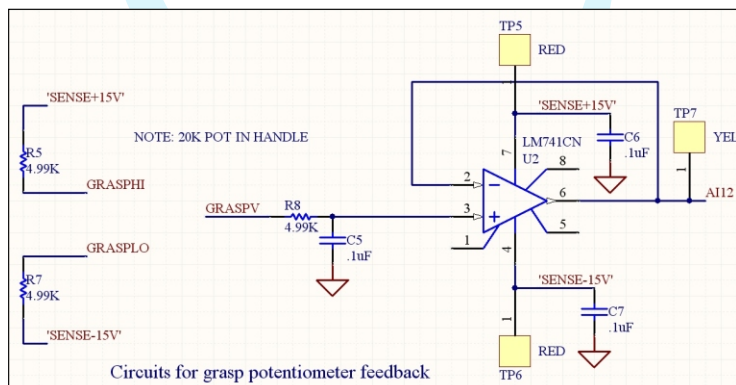 TP5
RED
1
'SENSE+15V'
'SENSE+15V'
TP7
NOTE: 20K POT IN HANDLE
7
LM741CN
U2
C6
.1uF
YEL
R5
4.99K
8
1
GRASPHI
2
6
AI12
GRASPV
R8
4.99K
3
5
C5
.1uF
1
4
GRASPLO
R7
4.99K
'SENSE-15V'
C7
.1uF
1
'SENSE-15V'
RED
TP6
Circuits for grasp potentiometer feedback